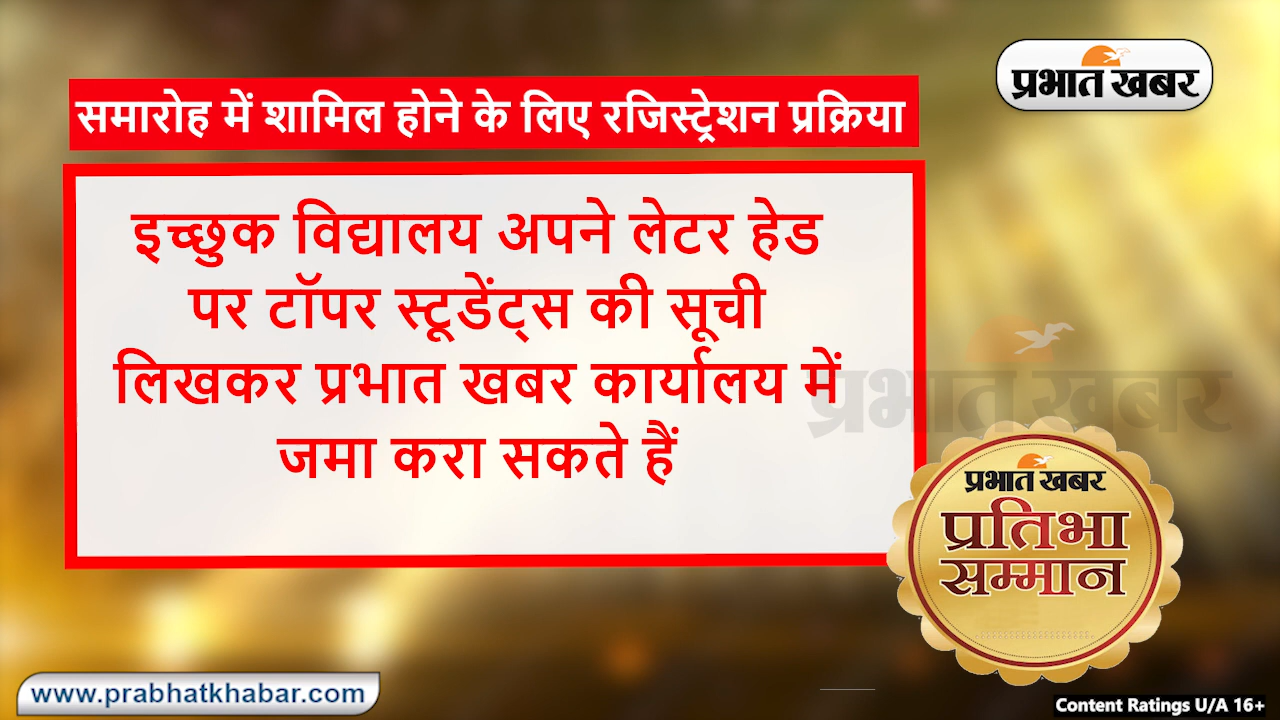 प्रभात खबर
समारोह में शामिल होने के लिए रजिस्ट्रेशन प्रक्रिया
इच्छुक विद्यालय अपने लेटर हेड
पर टॉपर स्टूडेंट्स की सूची
लिखकर प्रभात खबर कार्यालय में
जमा करा सकते हैं
प्रभात खबर
प्रभात खबर
प्रतिभा
सम्मान
www.prabhatkhabar.com
Content Ratings U/A 16+